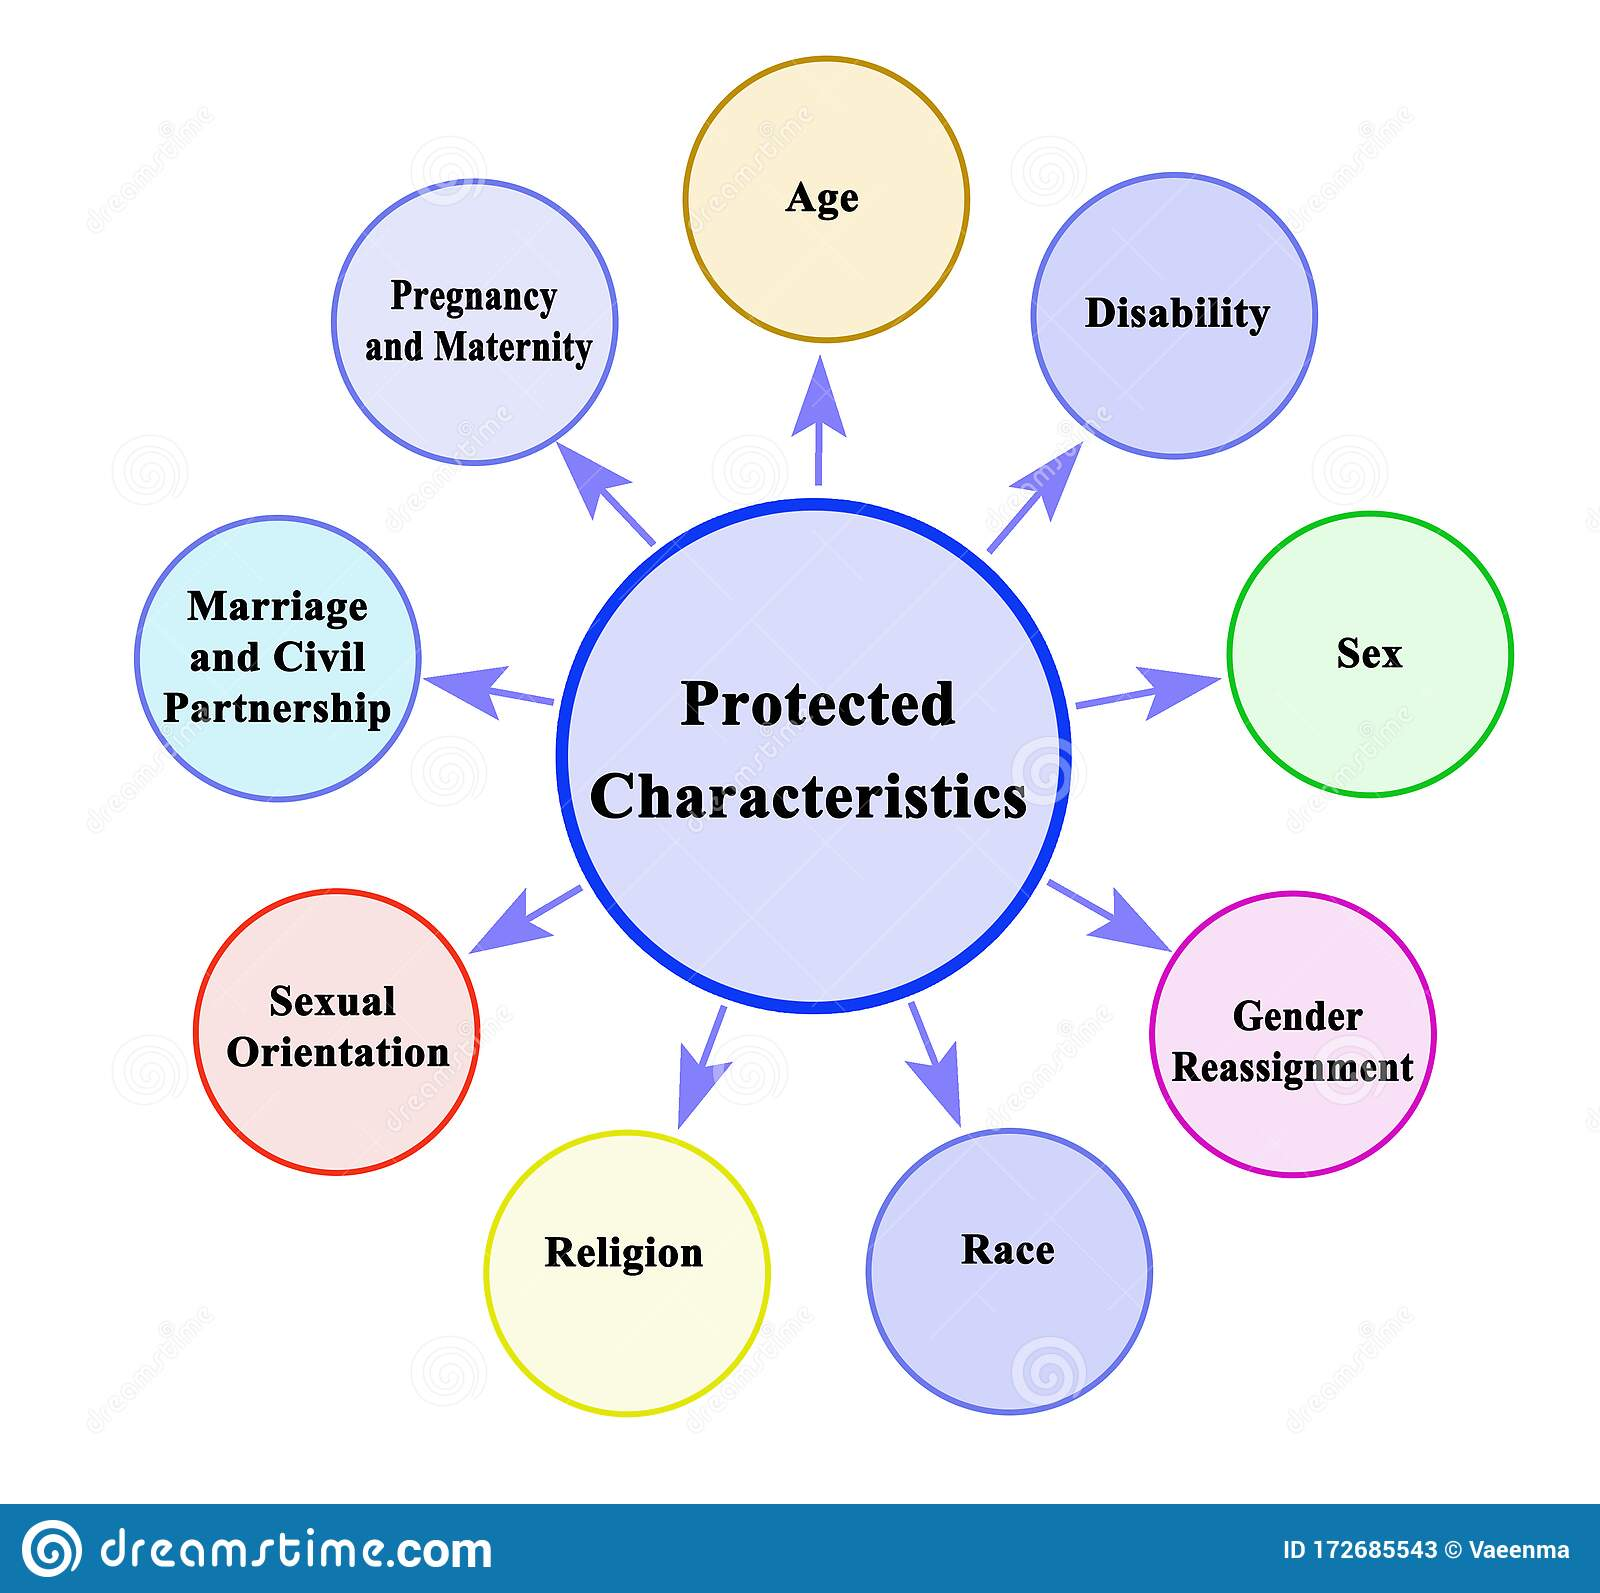 Age
Disability
Pregnancy
and Maternity
Sex
Marriage
and Civil
Partnership
Protected
Characteristics
Gender
Reassignment
Sexual
Orientation
Religion
Race
dreamstime.com
ID 172685543 © Vaeenma